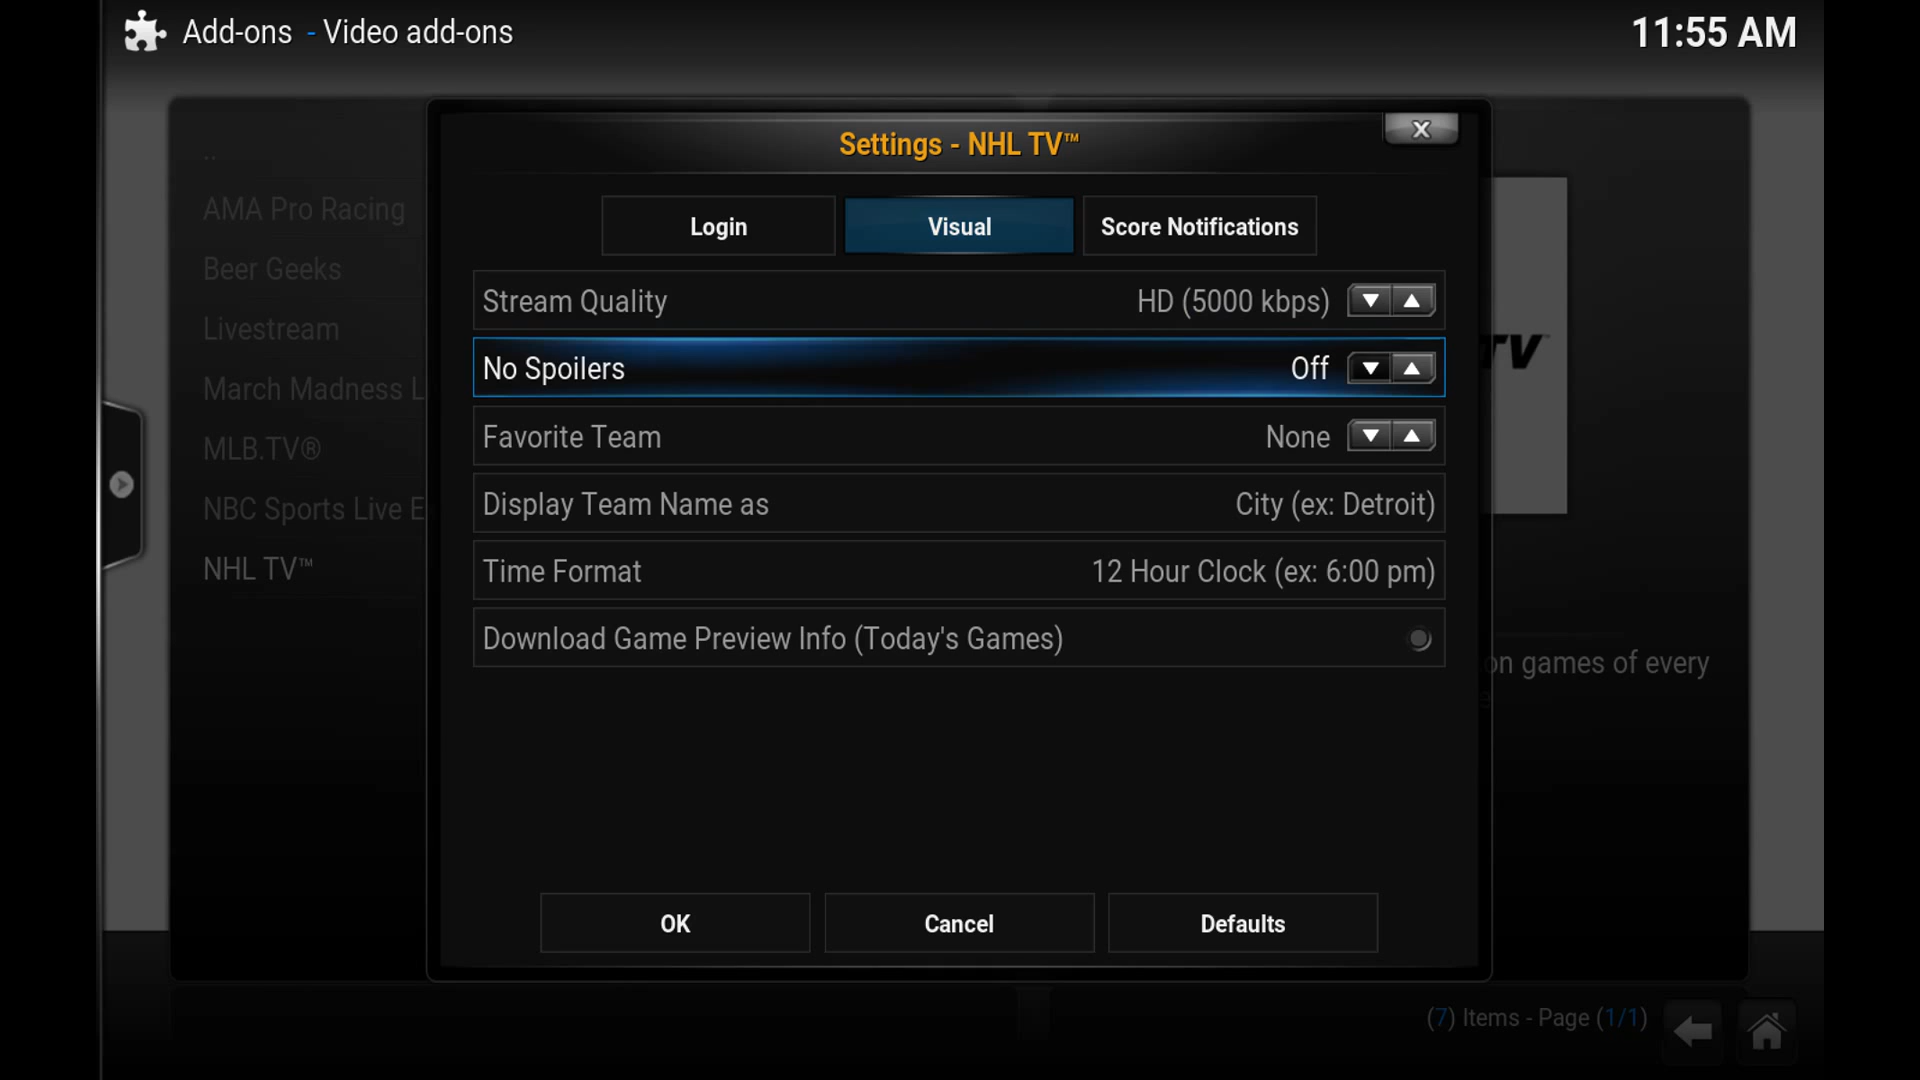 Add-ons - Video add-ons
11:55 AM
Settings - NHL TV™
x
Login
Visual
Score Notifications
..
AMA Pro Racing
Beer Geeks
Livestream
March Madness L
MLB.TV®
NBC Sports Live E
NHL TV™
Stream Quality HD (5000 kbps)
No Spoilers Off
Favorite Team None
Display Team Name as City (ex: Detroit)
Time Format 12 Hour Clock (ex: 6:00 pm)
Download Game Preview Info (Today's Games)
TV
on games of every
OK
Cancel
Defaults
(7) Items - Page (1/1)